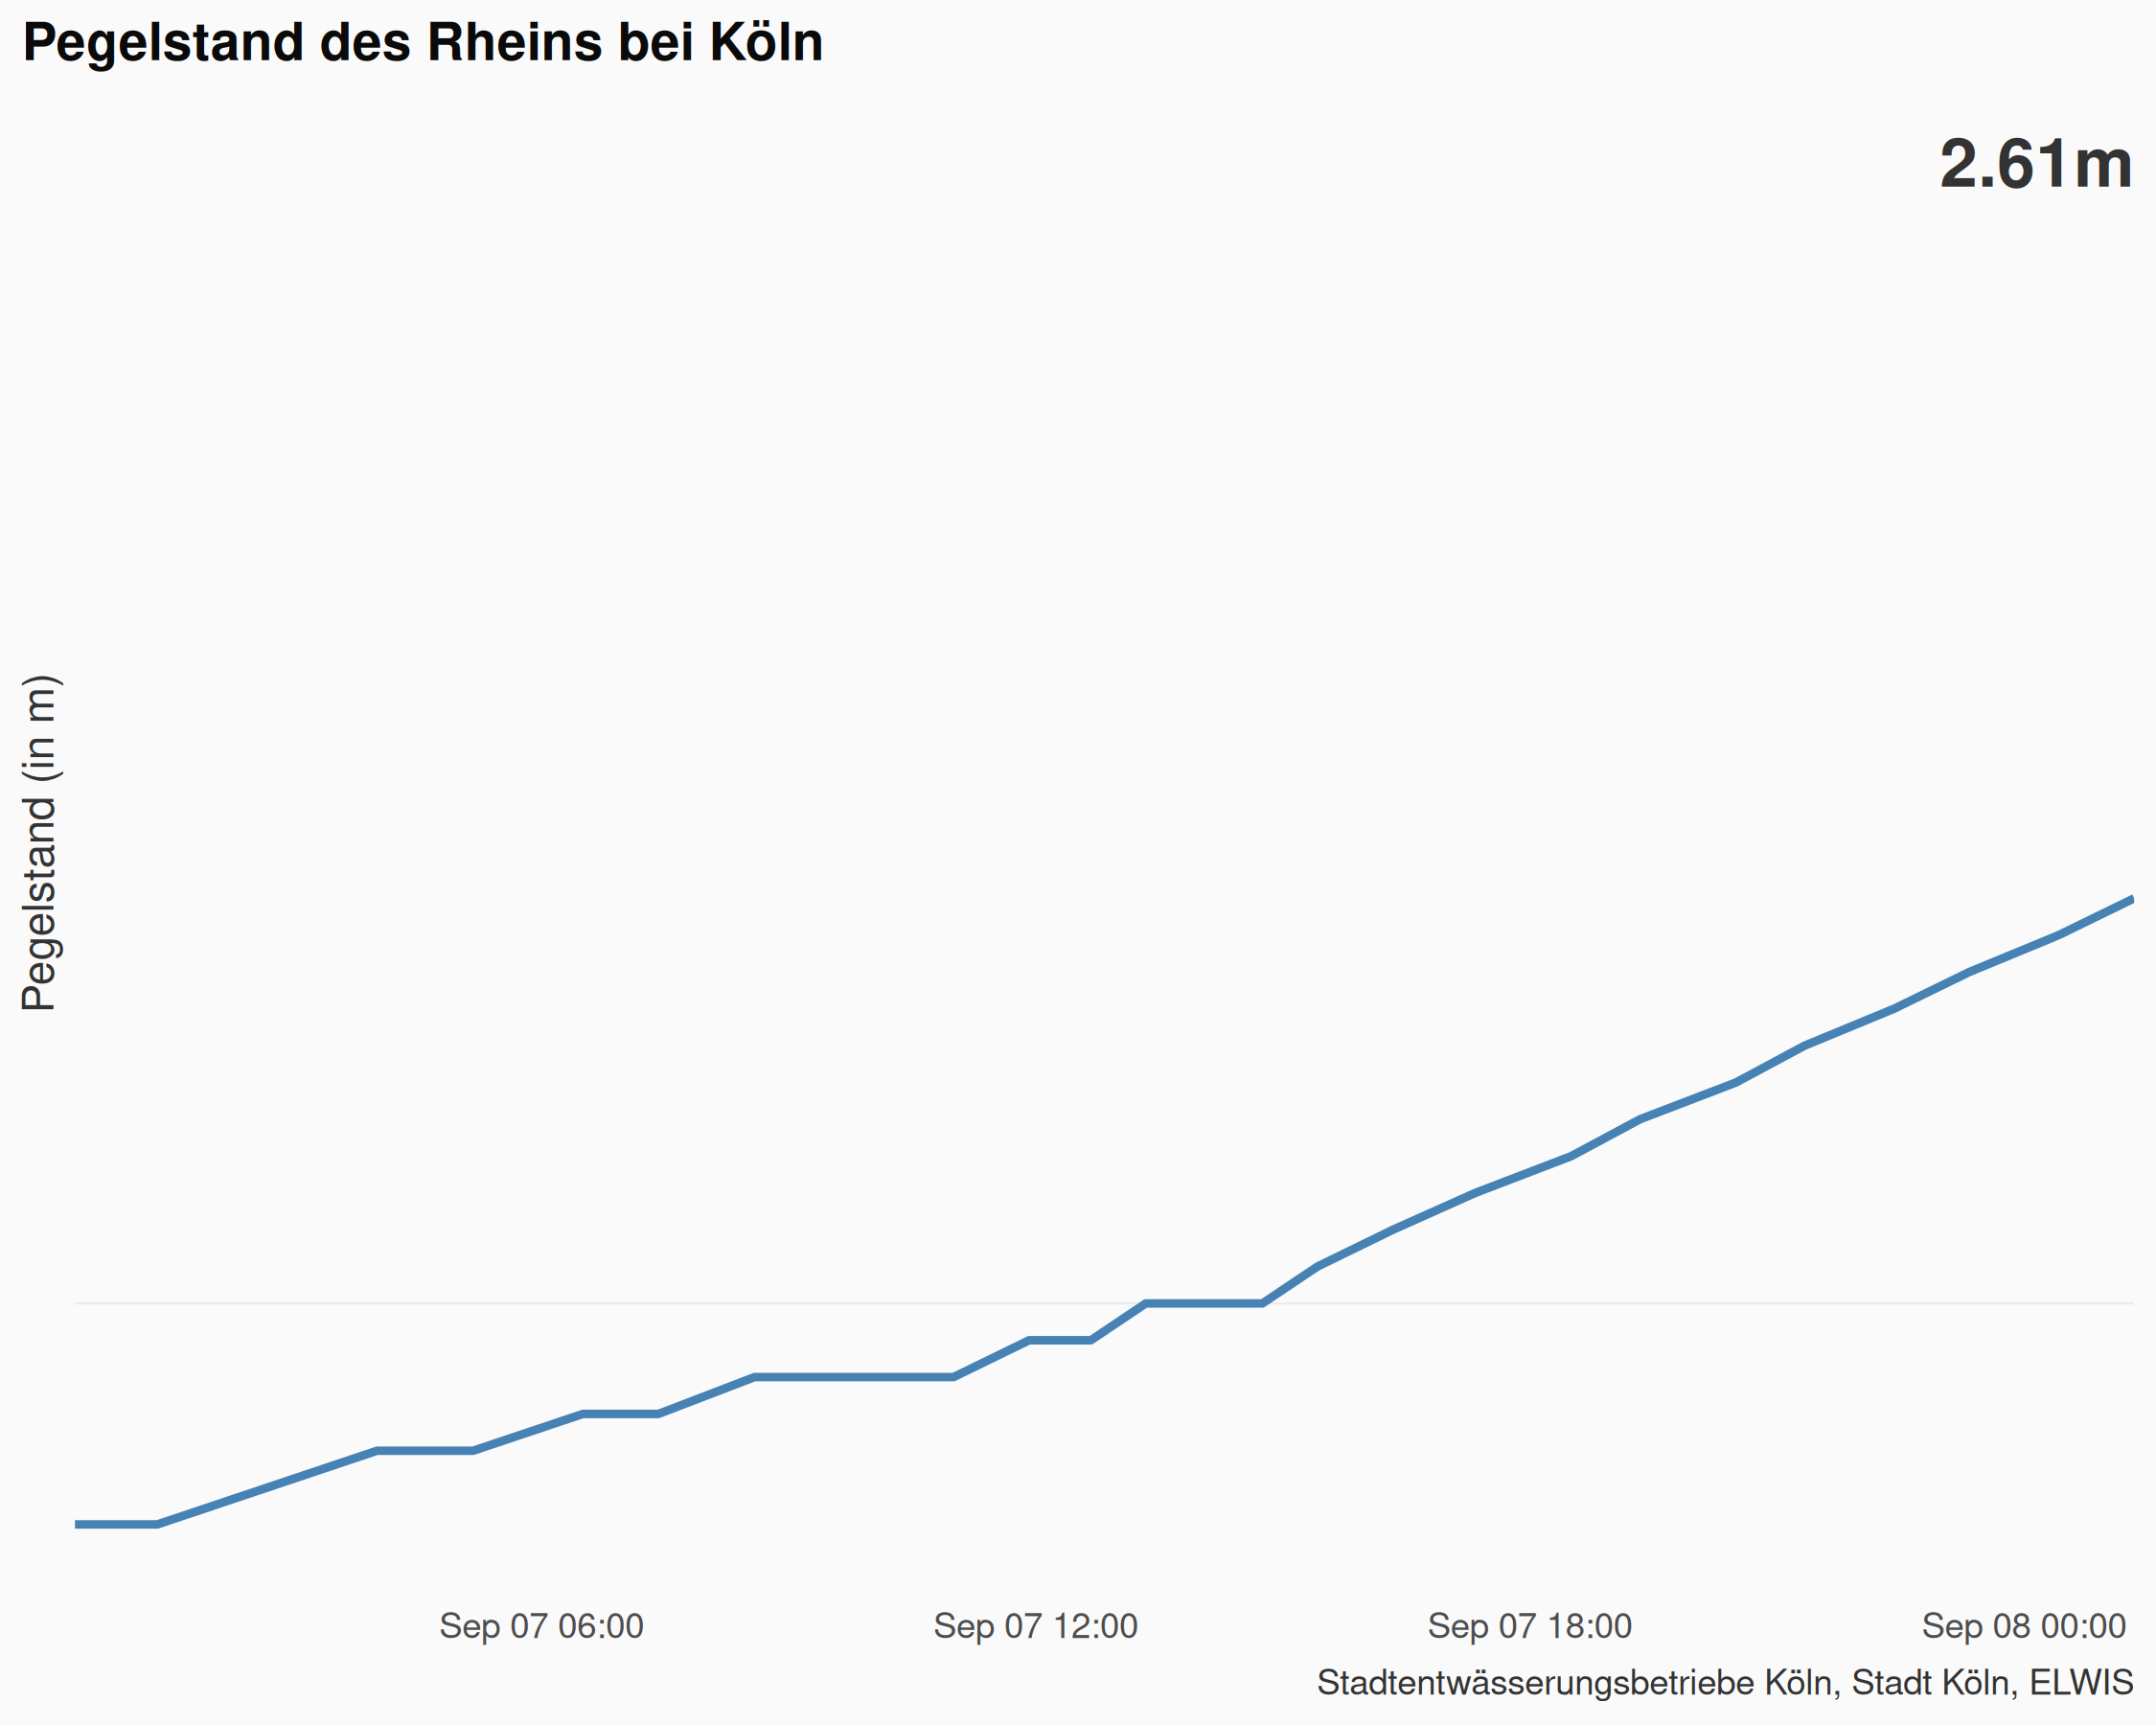 Pegelstand des Rheins bei Köln
2.61m
Pegelstand (in m)
Sep 07 06:00
Sep 07 12:00
Sep 07 18:00
Sep 08 00:00
Stadtentwässerungsbetriebe Köln, Stadt Köln, ELWIS